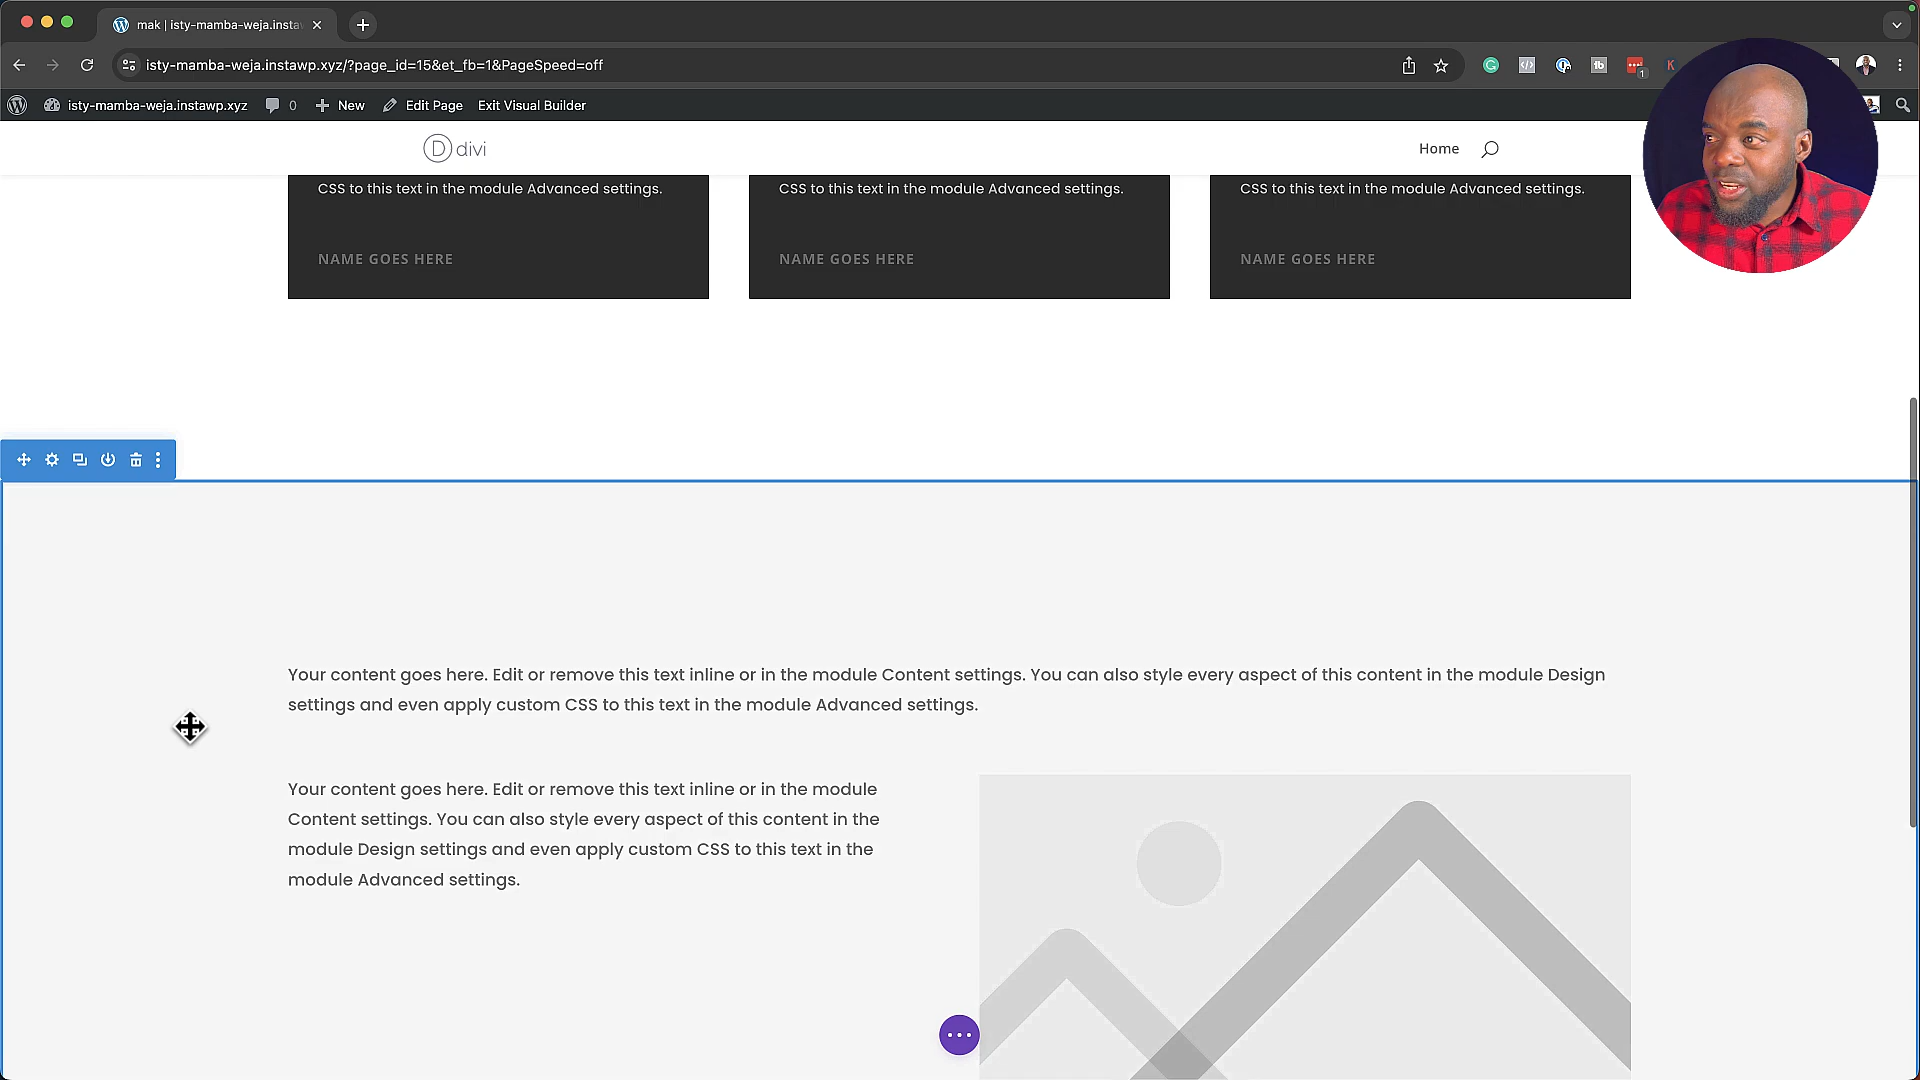 mak | isty-mamba-weja.insta
isty-mamba-weja.instawp.xyz/?page_id=15&et_fb=1&PageSpeed=off
1
K
isty-mamba-weja.instawp.xyz
0
New
Edit Page
Exit Visual Builder
D divi
Home
CSS to this text in the module Advanced settings.
CSS to this text in the module Advanced settings.
CSS to this text in the module Advanced settings.
NAME GOES HERE
NAME GOES HERE
NAME GOES HERE
Your content goes here. Edit or remove this text inline or in the module Content settings. You can also style every aspect of this content in the module Design
settings and even apply custom CSS to this text in the module Advanced settings.
Your content goes here. Edit or remove this text inline or in the module
Content settings. You can also style every aspect of this content in the
module Design settings and even apply custom CSS to this text in the
module Advanced settings.